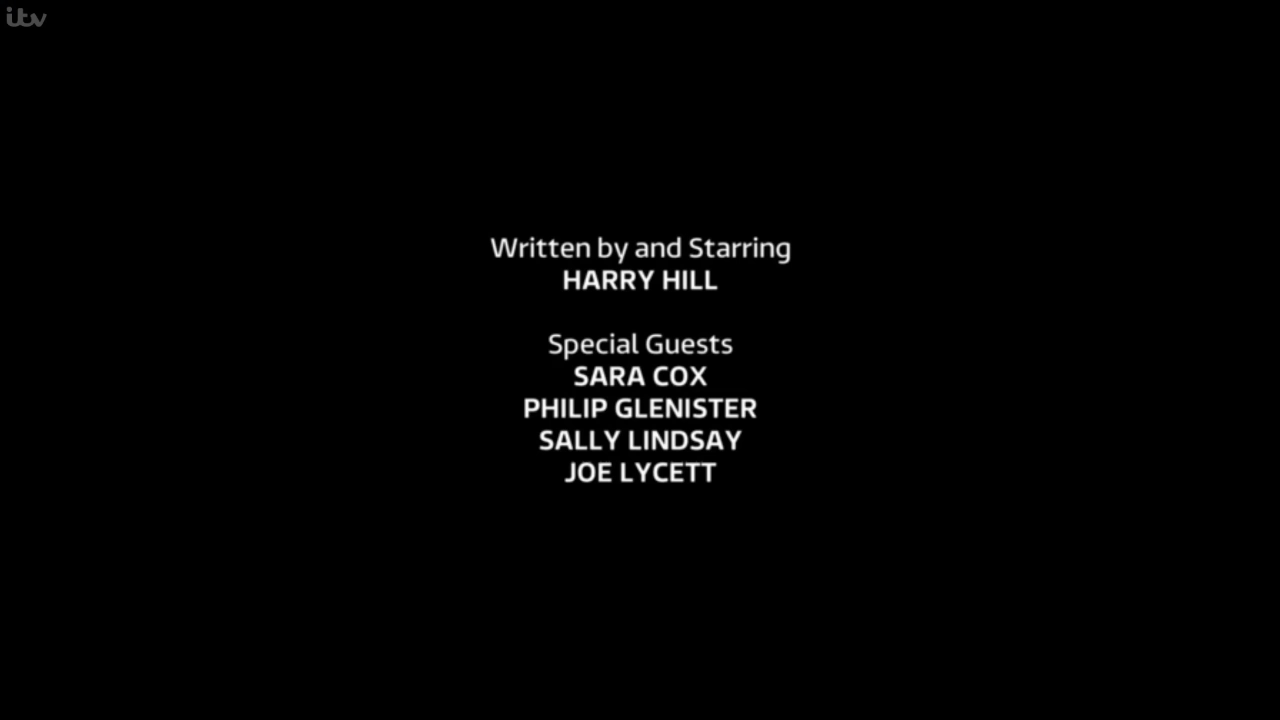 itv
Written by and Starring
HARRY HILL
Special Guests
SARA COX
PHILIP GLENISTER
SALLY LINDSAY
JOE LYCETT